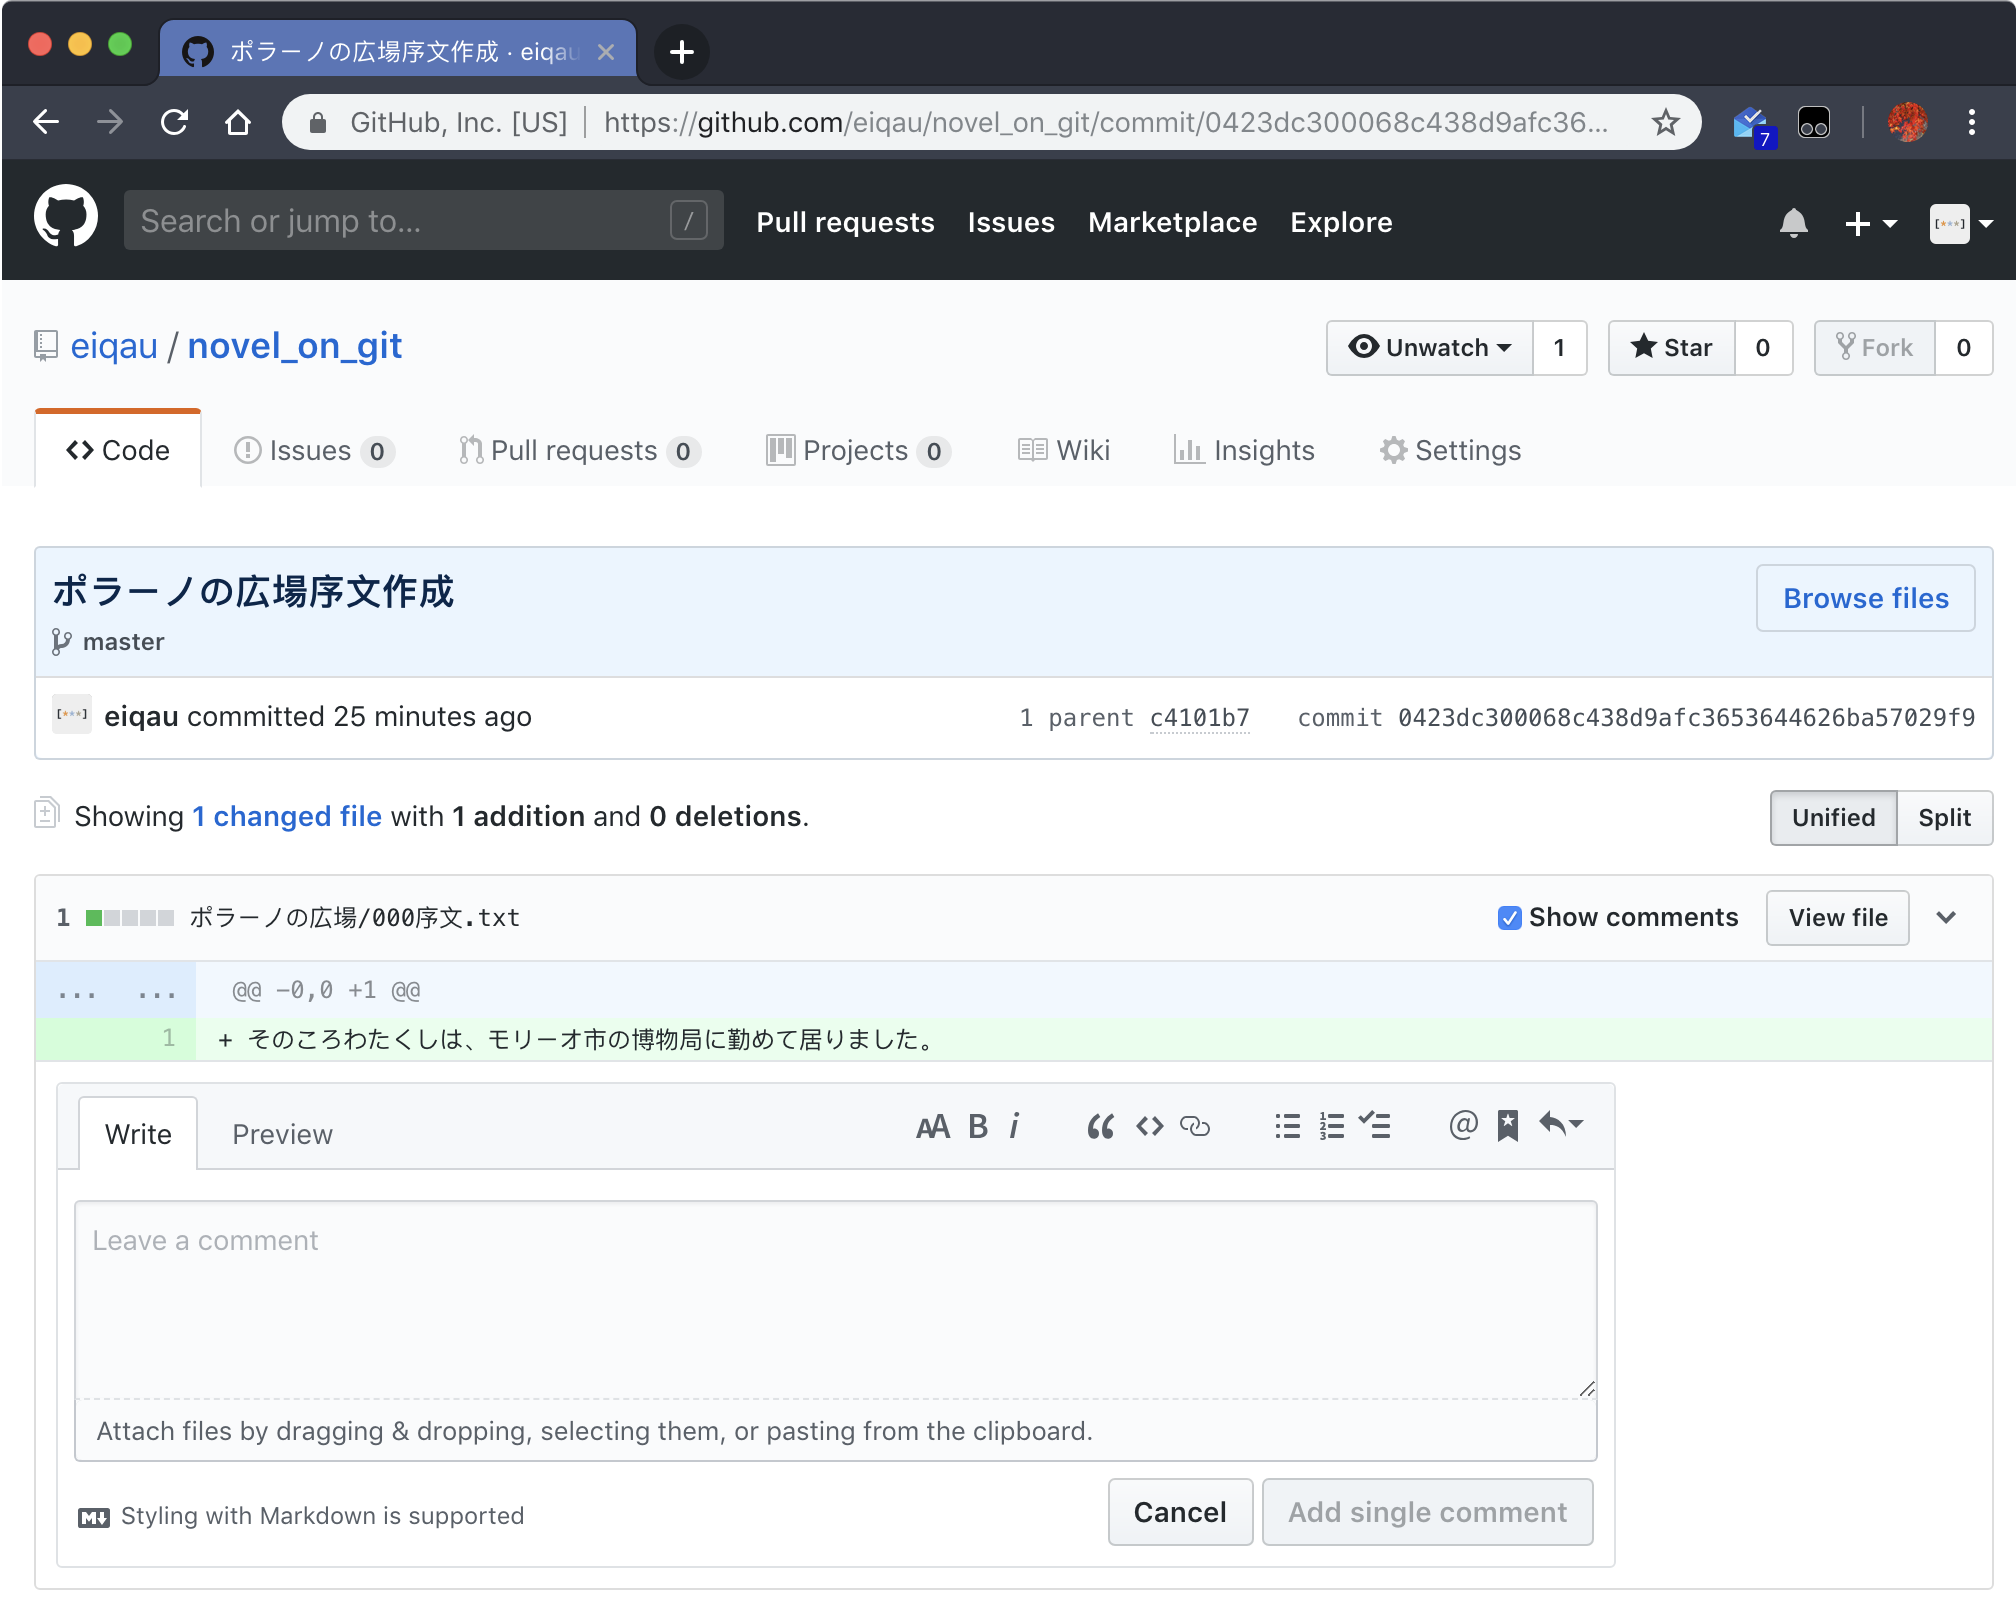 ポラーノの広場序文作成 · eiqau
GitHub, Inc. [US] https://github.com/eiqau/novel_on_git/commit/0423dc300068c438d9afc36...
7
Search or jump to... / Pull requests Issues Marketplace Explore
eiqau / novel_on_git Unwatch 1 Star 0 Fork 0
Code Issues 0 Pull requests 0 Projects 0 Wiki Insights Settings
ポラーノの広場序文作成
Browse files
master
[***] eiqau committed 25 minutes ago 1 parent c4101b7 commit 0423dc300068c438d9afc3653644626ba57029f9
Showing 1 changed file with 1 addition and 0 deletions. Unified Split
1 ポラーノの広場/000序文.txt Show comments View file
... ... @@ -0,0 +1 @@
1 + そのころわたくしは、モリーオ市の博物局に勤めて居りました。
Write Preview AA B i “ <> @
Leave a comment
Attach files by dragging & dropping, selecting them, or pasting from the clipboard.
M↓ Styling with Markdown is supported Cancel Add single comment